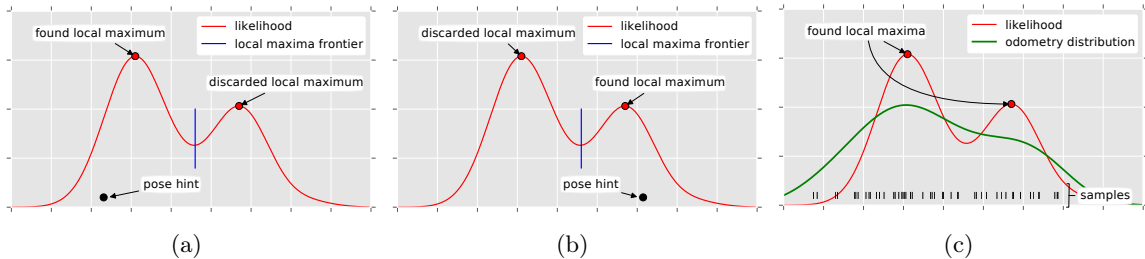 likelihood
local maxima frontier
found local maximum
discarded local maximum
pose hint
(a)
likelihood
local maxima frontier
discarded local maximum
found local maximum
pose hint
(b)
likelihood
odometry distribution
found local maxima
samples
(c)